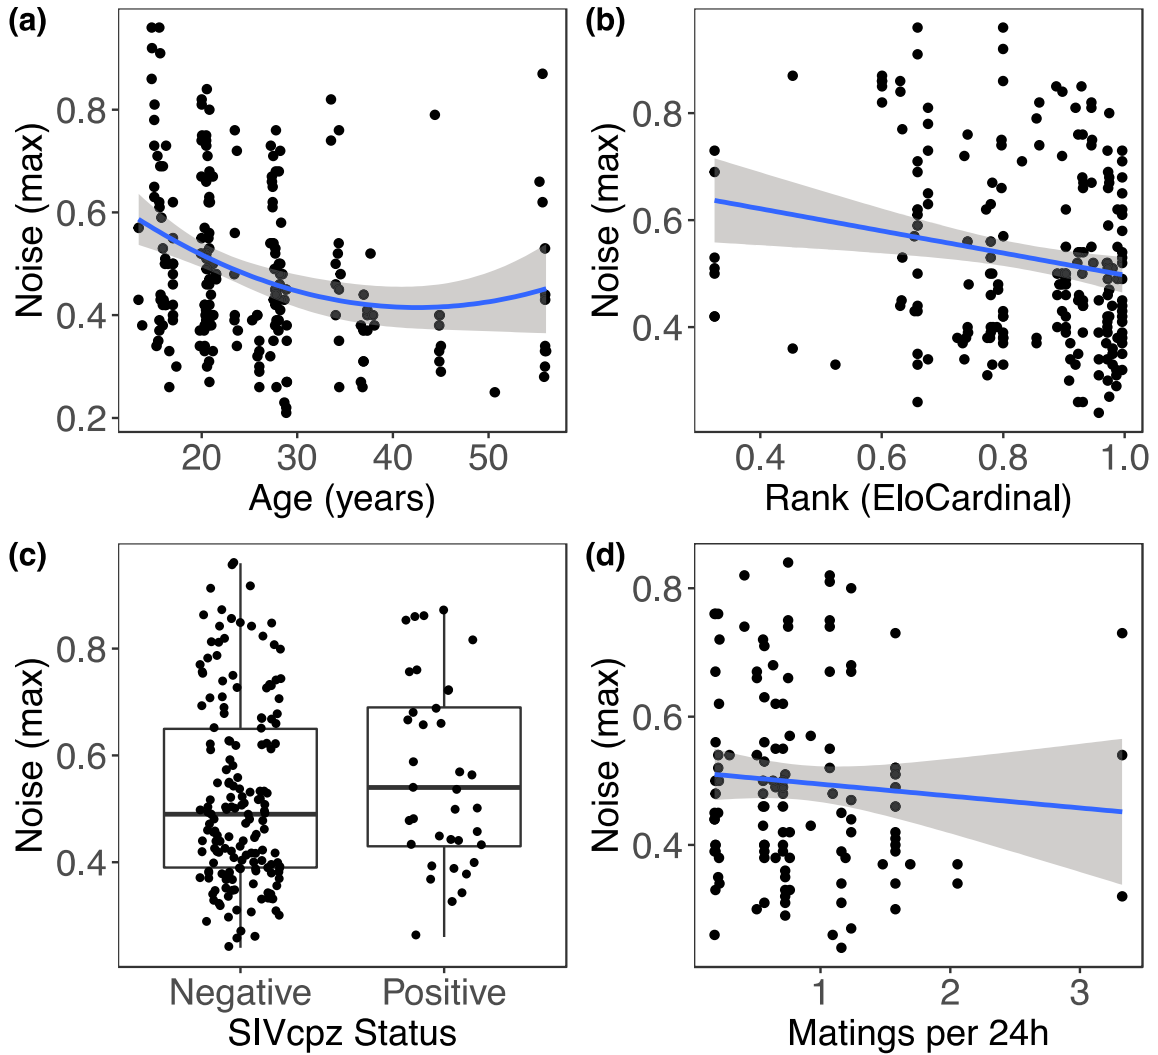 (a)
Noise (max)
0.8
0.6
0.4
0.2
20 30 40 50
Age (years)
(b)
Noise (max)
0.8
0.6
0.4
0.4 0.6 0.8 1.0
Rank (EloCardinal)
(c)
Noise (max)
0.8
0.6
0.4
Negative Positive
SIVcpz Status
(d)
Noise (max)
0.8
0.6
0.4
1 2 3
Matings per 24h